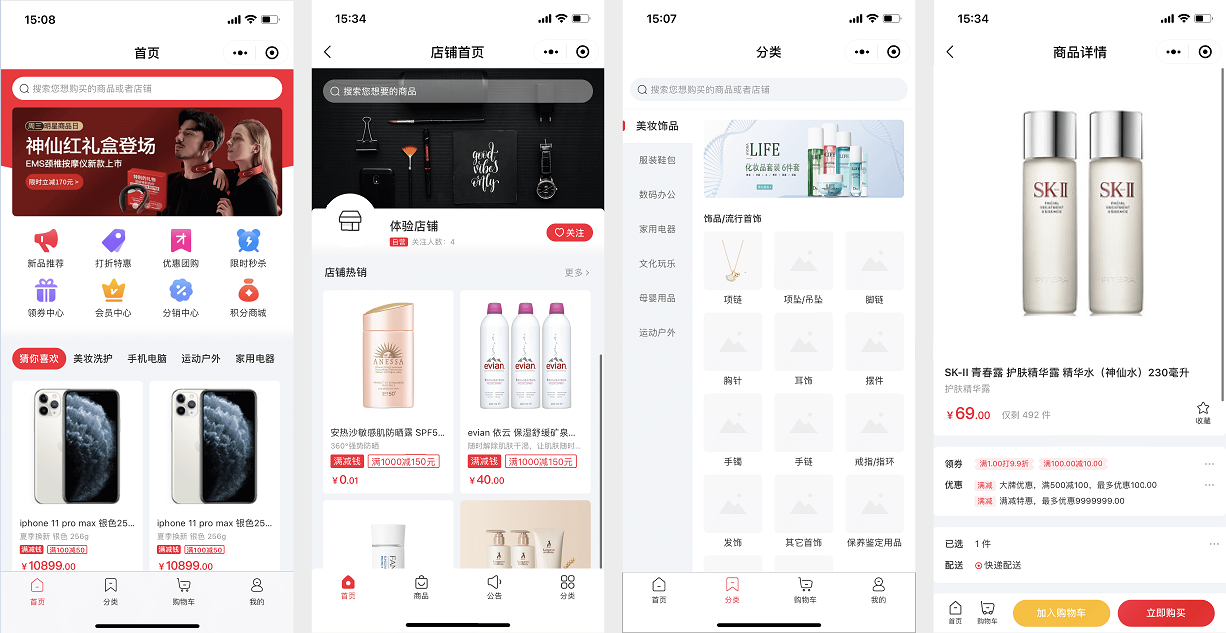 15:08
首页
搜索您想购买的商品或者店铺
周三明星商品日
神仙红礼盒登场
EMS颈椎按摩仪新款上市
限时立减170元 >
新品推荐
打折特惠
优惠团购
限时秒杀
领券中心
会员中心
分销中心
积分商城
猜你喜欢
美妆洗护
手机电脑
运动户外
家用电器
iphone 11 pro max 银色25...
夏季换新 银色 256g
满减钱 满100减50
¥10899.00
iphone 11 pro max 银色25...
夏季换新 银色 256g
满减钱 满100减50
¥10899.00
首页
分类
购物车
我的
15:34
店铺首页
搜索您想要的商品
good
vibes
only
体验店铺
自营 关注人数：4
关注
店铺热销
更多 >
ANESSA
安热沙敏感肌防晒露 SPF5...
360°强势防晒
满减钱 满1000减150元
¥0.01
evian
evian
evian
evian 依云 保湿舒缓矿泉...
随时解除肌肤干渴，让肌肤随时...
满减钱 满1000减150元
¥40.00
首页
商品
公告
分类
15:07
分类
搜索您想购买的商品或者店铺
美妆饰品
服装鞋包
数码办公
家用电器
文化玩乐
母婴用品
运动户外
LIFE
化妆品套装 6件套
饰品/流行首饰
项链
项坠/吊坠
脚链
胸针
耳饰
摆件
手镯
手链
戒指/指环
发饰
其它首饰
保养鉴定用品
首页
分类
购物车
我的
15:34
商品详情
SK-II
FACIAL
TREATMENT
ESSENCE
PITERA
SK-II
FACIAL
TREATMENT
ESSENCE
PITERA
SK-II 青春露 护肤精华露 精华水（神仙水）230毫升
护肤精华露
¥69.00 仅剩 492 件
收藏
领券 满1.00打9.9折 满100.00减10.00
优惠 满减 大牌优惠，满500减100，最多优惠100.00
满减 满减特惠，最多优惠9999999.00
已选 1 件
配送 快递配送
首页
购物车
加入购物车
立即购买